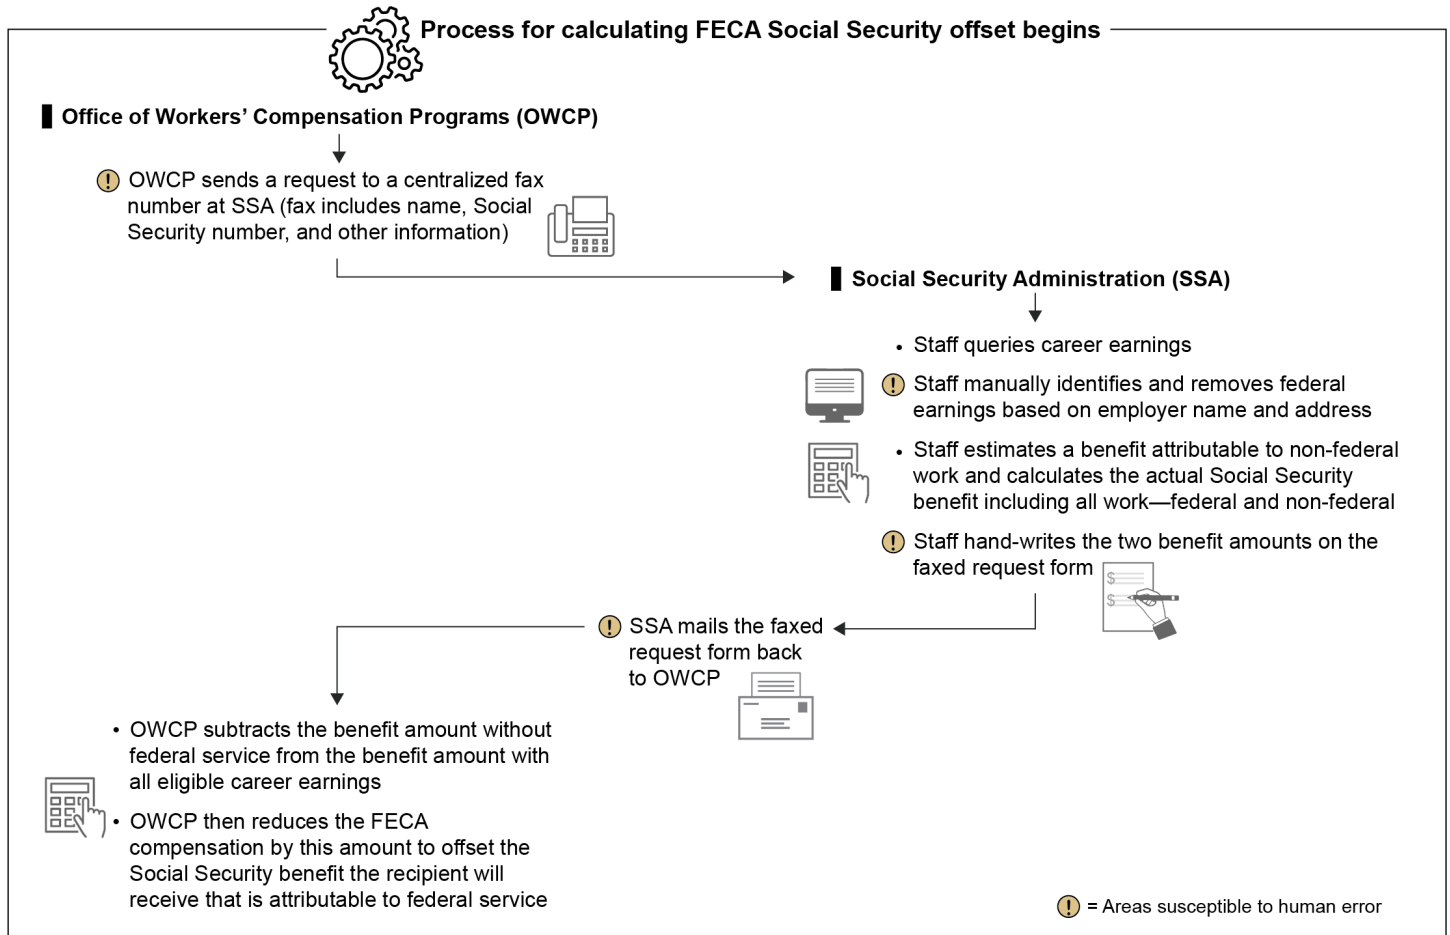 Process for calculating FECA Social Security offset begins
Office of Workers’ Compensation Programs (OWCP)
OWCP sends a request to a centralized fax
number at SSA (fax includes name, Social
Security number, and other information)
Social Security Administration (SSA)
• Staff queries career earnings
! Staff manually identifies and removes federal
earnings based on employer name and address
• Staff estimates a benefit attributable to non-federal
work and calculates the actual Social Security
benefit including all work—federal and non-federal
! Staff hand-writes the two benefit amounts on the
faxed request form
$
$
! SSA mails the faxed
request form back
to OWCP
• OWCP subtracts the benefit amount without
federal service from the benefit amount with
all eligible career earnings
• OWCP then reduces the FECA
compensation by this amount to offset the
Social Security benefit the recipient will
receive that is attributable to federal service
! = Areas susceptible to human error